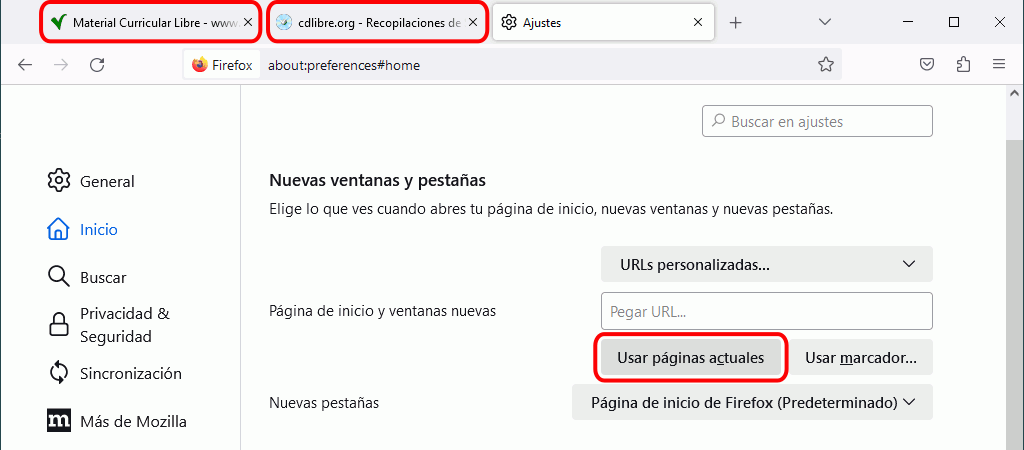 Material Curricular Libre - www
cdlibre.org - Recopilaciones de
Ajustes
Firefox
about:preferences#home
Buscar en ajustes
General
Inicio
Buscar
Privacidad &
Seguridad
Sincronización
Más de Mozilla
Nuevas ventanas y pestañas
Elige lo que ves cuando abres tu página de inicio, nuevas ventanas y nuevas pestañas.
URLs personalizadas...
Página de inicio y ventanas nuevas
Pegar URL...
Usar páginas actuales
Usar marcador...
Nuevas pestañas
Página de inicio de Firefox (Predeterminado)